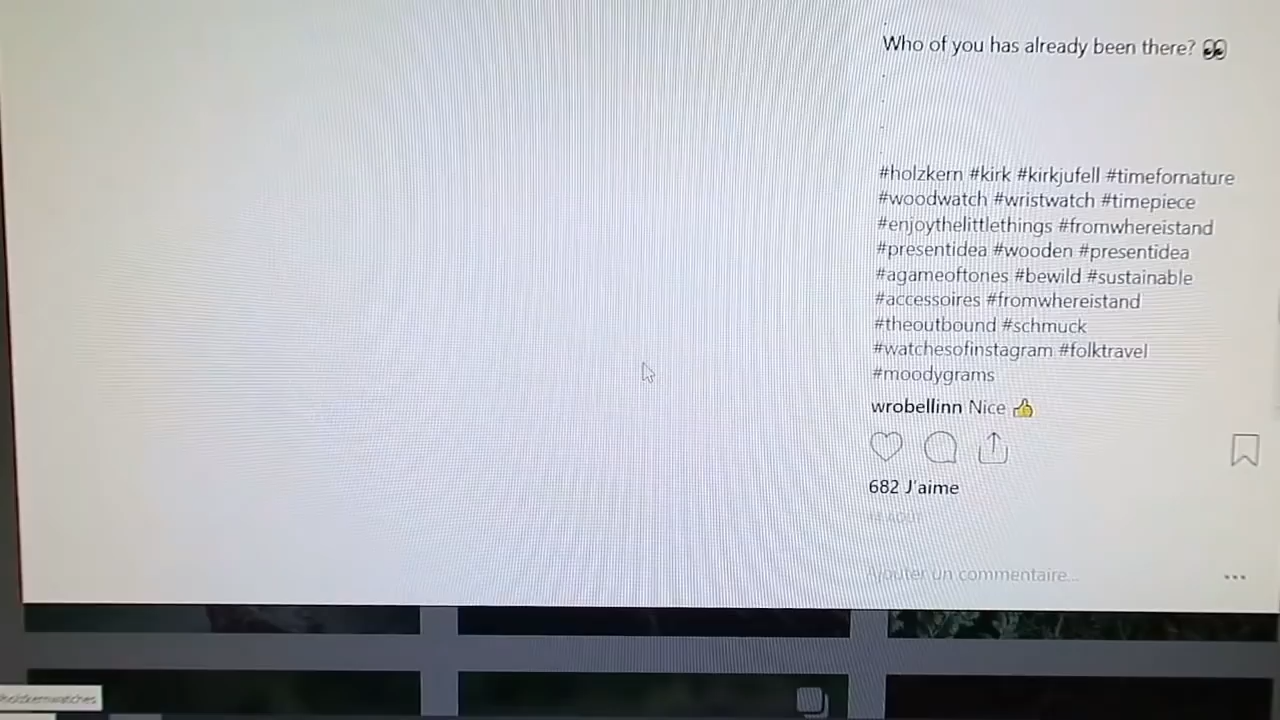 Who of you has already been there? 👀
.
.
.
#holzkern #kirk #kirkjufell #timefornature
#woodwatch #wristwatch #timepiece
#enjoythelittlethings #fromwhereistand
#presentidea #wooden #presentidea
#agameoftones #bewild #sustainable
#accessoires #fromwhereistand
#theoutbound #schmuck
#watchesofinstagram #folktravel
#moodygrams
wrobellinn Nice 👍
682 J'aime
Ajouter un commentaire...